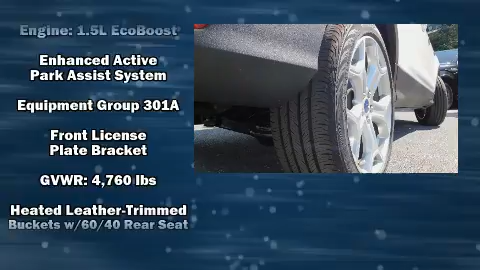 Engine: 1.5L EcoBoost
Enhanced Active
Park Assist System
Equipment Group 301A
Front License
Plate Bracket
GVWR: 4,760 lbs
Heated Leather-Trimmed
Buckets w/60/40 Rear Seat